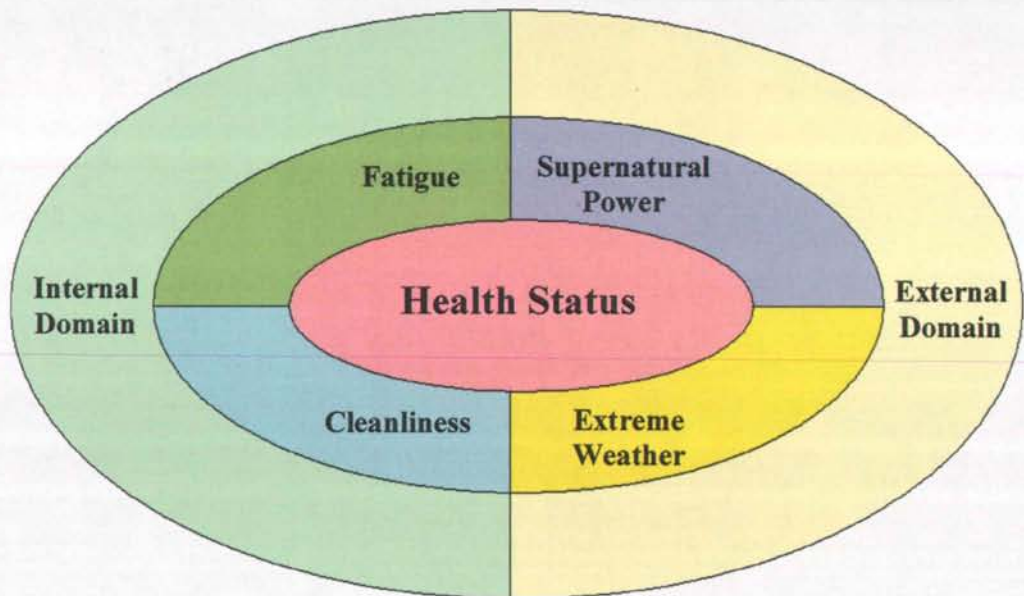 Fatigue
Supernatural
Power
Internal
Domain
Health Status
External
Domain
Cleanliness
Extreme
Weather